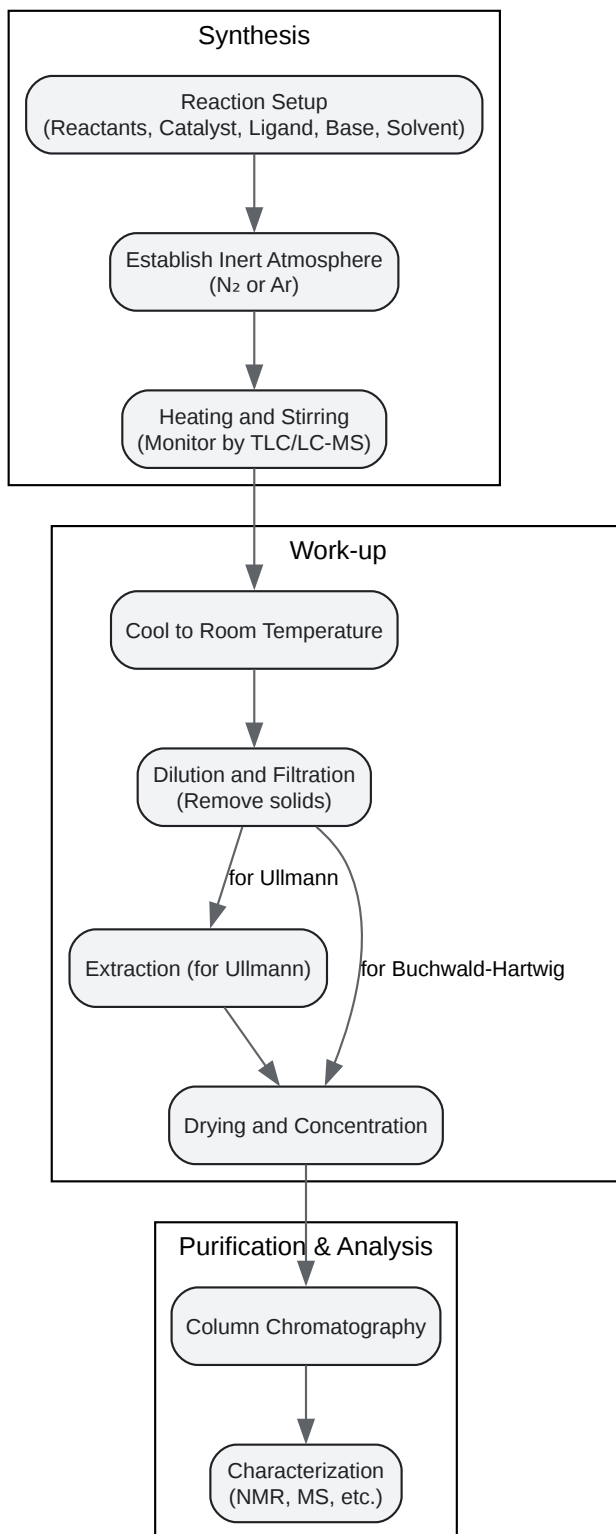 Synthesis
Reaction Setup
(Reactants, Catalyst, Ligand, Base, Solvent)
Establish Inert Atmosphere
(N₂ or Ar)
Heating and Stirring
(Monitor by TLC/LC-MS)
Work-up
Cool to Room Temperature
Dilution and Filtration
(Remove solids)
for Ullmann
Extraction (for Ullmann)
for Buchwald-Hartwig
Drying and Concentration
Purification & Analysis
Column Chromatography
Characterization
(NMR, MS, etc.)